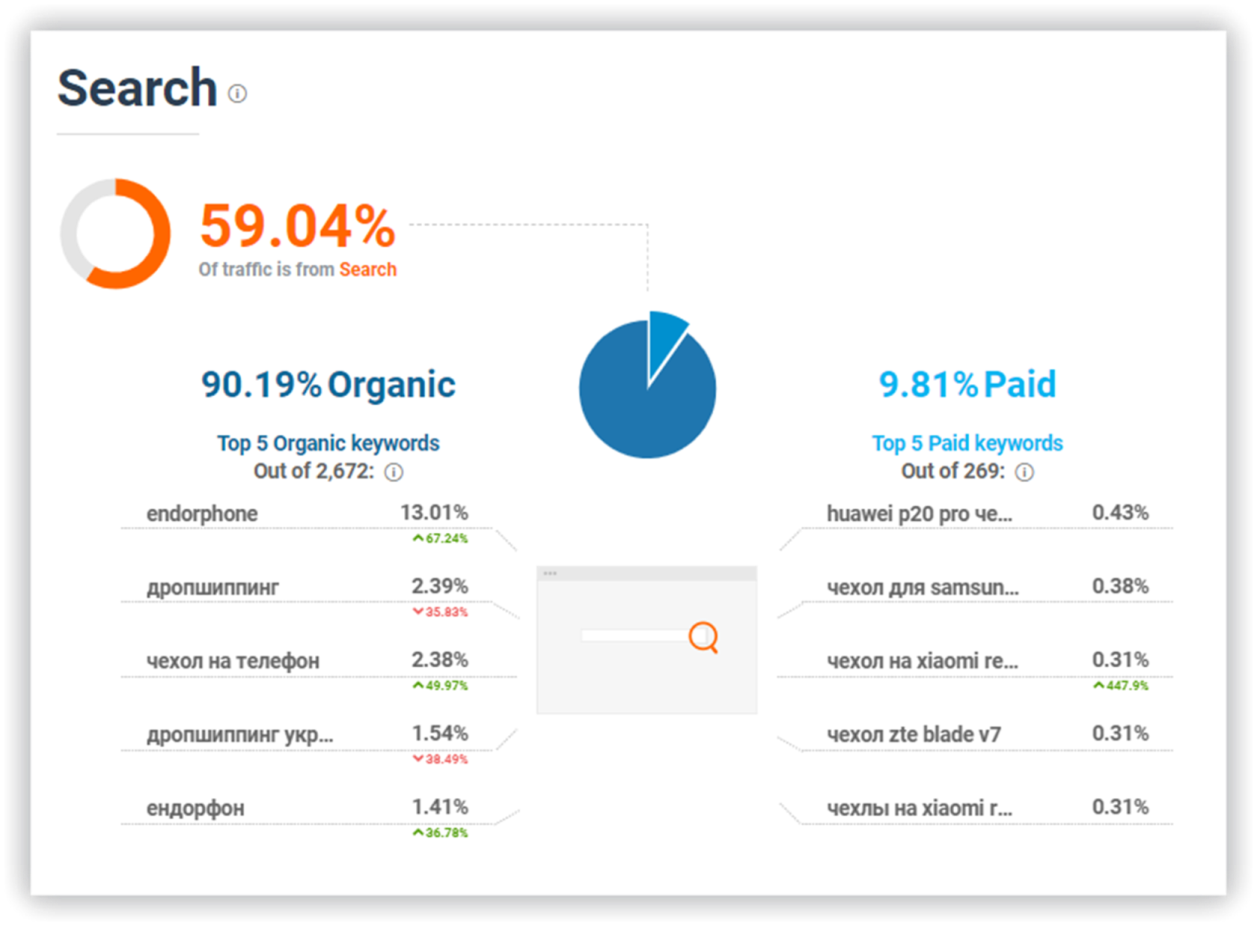 Search
59.04%
Of traffic is from Search
90.19% Organic
Top 5 Organic keywords
Out of 2,672:
endorphone 13.01%
67.24%
дропшиппинг 2.39%
35.83%
чехол на телефон 2.38%
49.97%
дропшиппинг укр... 1.54%
38.49%
ендорфон 1.41%
36.78%
9.81% Paid
Top 5 Paid keywords
Out of 269:
huawei p20 pro че... 0.43%
чехол для samsun... 0.38%
чехол на xiaomi re... 0.31%
447.9%
чехол zte blade v7 0.31%
чехлы на xiaomi r... 0.31%